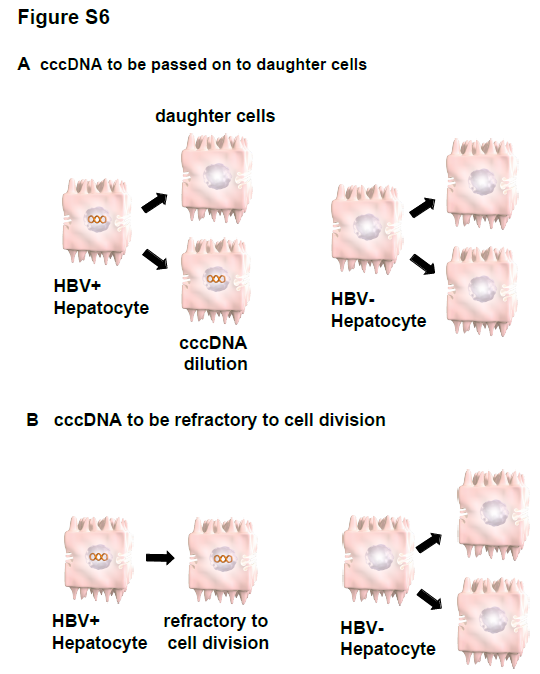 Figure S6
A cccDNA to be passed on to daughter cells
daughter cells
HBV+
Hepatocyte
cccDNA
dilution
HBV-
Hepatocyte
B cccDNA to be refractory to cell division
HBV+
Hepatocyte
refractory to
cell division
HBV-
Hepatocyte